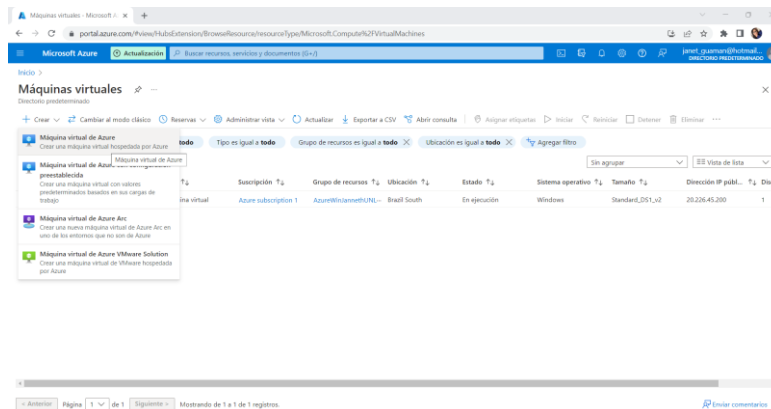 Máquinas virtuales - Microsoft A
portal.azure.com/#view/HubsExtension/BrowseResource/resourceType/Microsoft.Compute%2FVirtualMachines
Microsoft Azure
Actualización
Buscar recursos, servicios y documentos (G+/)
janet_guaman@hotmail...
DIRECTORIO PREDETERMINADO
Inicio >
Máquinas virtuales
Directorio predeterminado
Crear
Cambiar al modo clásico
Reservas
Administrar vista
Actualizar
Exportar a CSV
Abrir consulta
Asignar etiquetas
Iniciar
Reiniciar
Detener
Eliminar
Máquina virtual de Azure
Crear una máquina virtual hospedada por Azure
Máquina virtual de Azure
Máquina virtual de Azure
preestablecida
Crear una máquina virtual con valores
predeterminados basados en sus cargas de
trabajo
Máquina virtual de Azure Arc
Crear una nueva máquina virtual de Azure Arc en
uno de los entornos que no son de Azure
Máquina virtual de Azure VMware Solution
Crear una máquina virtual de VMware hospedada
por Azure
todo
Tipo es igual a todo
Grupo de recursos es igual a todo
Ubicación es igual a todo
Agregar filtro
Sin agrupar
Vista de lista
Suscripción
Grupo de recursos
Ubicación
Estado
Sistema operativo
Tamaño
Dirección IP públ...
Dis
ina virtual
Azure subscription 1
Brazil South
En ejecución
Windows
Standard_DS1_v2
20.226.45.200
1
< Anterior
Página 1 de 1
Siguiente >
Mostrando de 1 a 1 de 1 registros.
Enviar comentarios